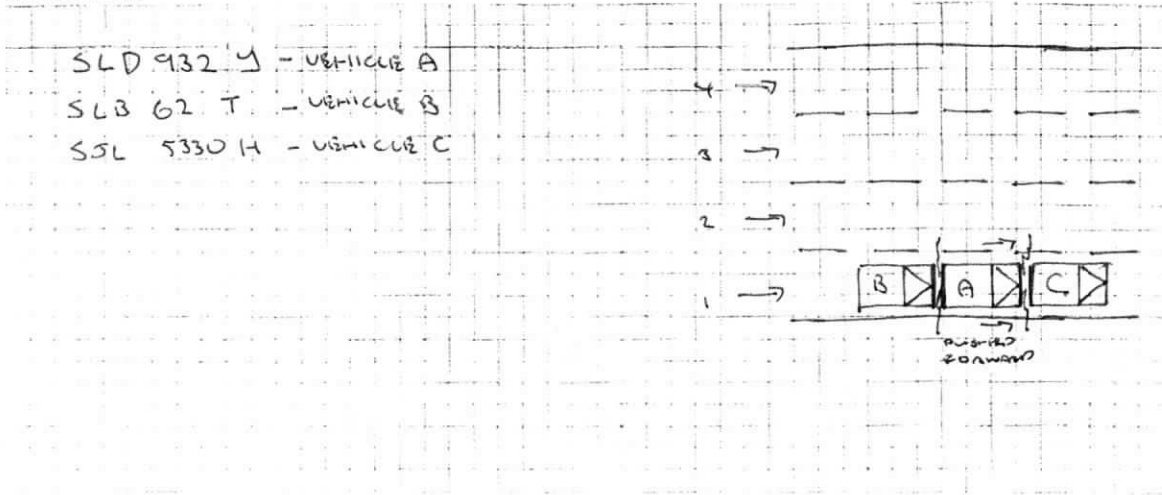 SLD 932 Y - VEHICLE A
SLB 62 T - VEHICLE B
SJL 5330 H - VEHICLE C
4 →
3 →
2 →
1 →
B A C
PUSHED
FORWARD